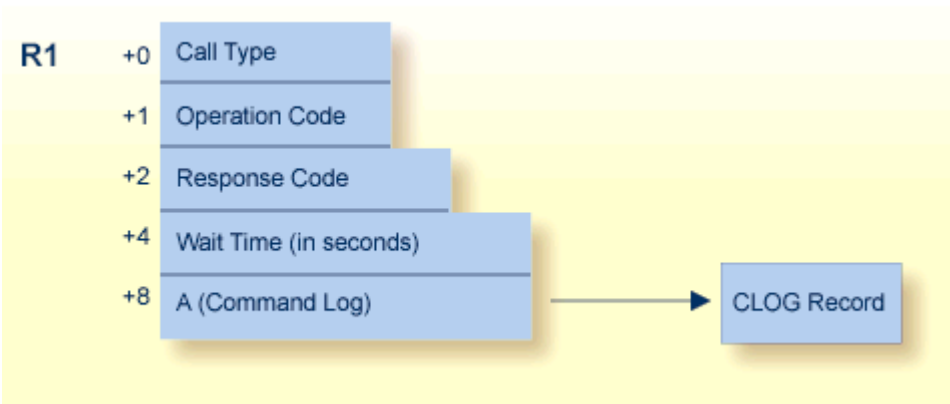 R1
+0 Call Type
+1 Operation Code
+2 Response Code
+4 Wait Time (in seconds)
+8 A (Command Log)
CLOG Record